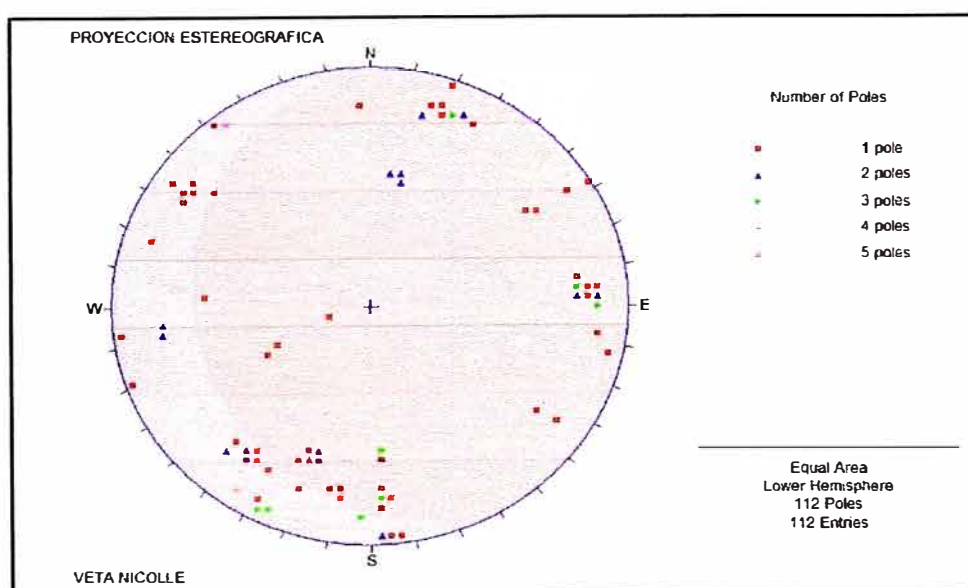 PROYECCION ESTEREOGRAFICA
N
Number of Poles
1 pole
2 poles
3 poles
4 poles
5 poles
W
E
Equal Area
Lower Hemisphere
112 Poles
112 Entries
S
VETA NICOLLE